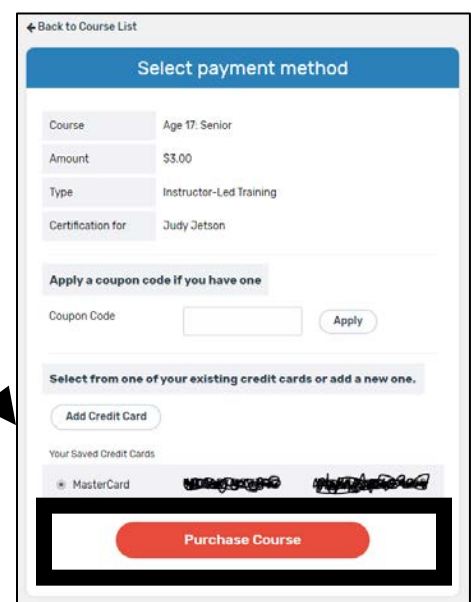 Back to Course List
Select payment method
Course Age 17: Senior
Amount $3.00
Type Instructor-Led Training
Certification for Judy Jetson
Apply a coupon code if you have one
Coupon Code Apply
Select from one of your existing credit cards or add a new one.
Add Credit Card
Your Saved Credit Cards
MasterCard
Purchase Course